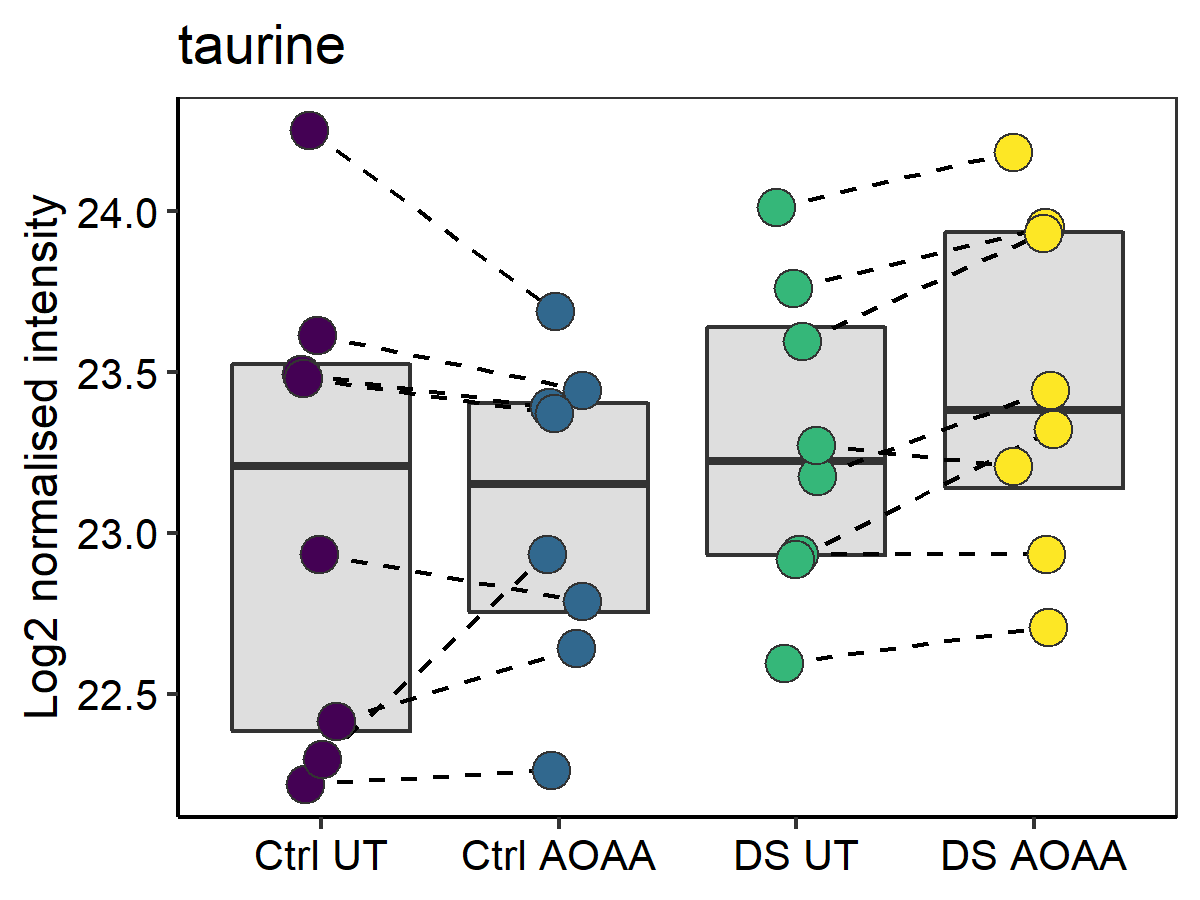 taurine
Log2 normalised intensity
24.0
23.5
23.0
22.5
Ctrl UT
Ctrl AOAA
DS UT
DS AOAA